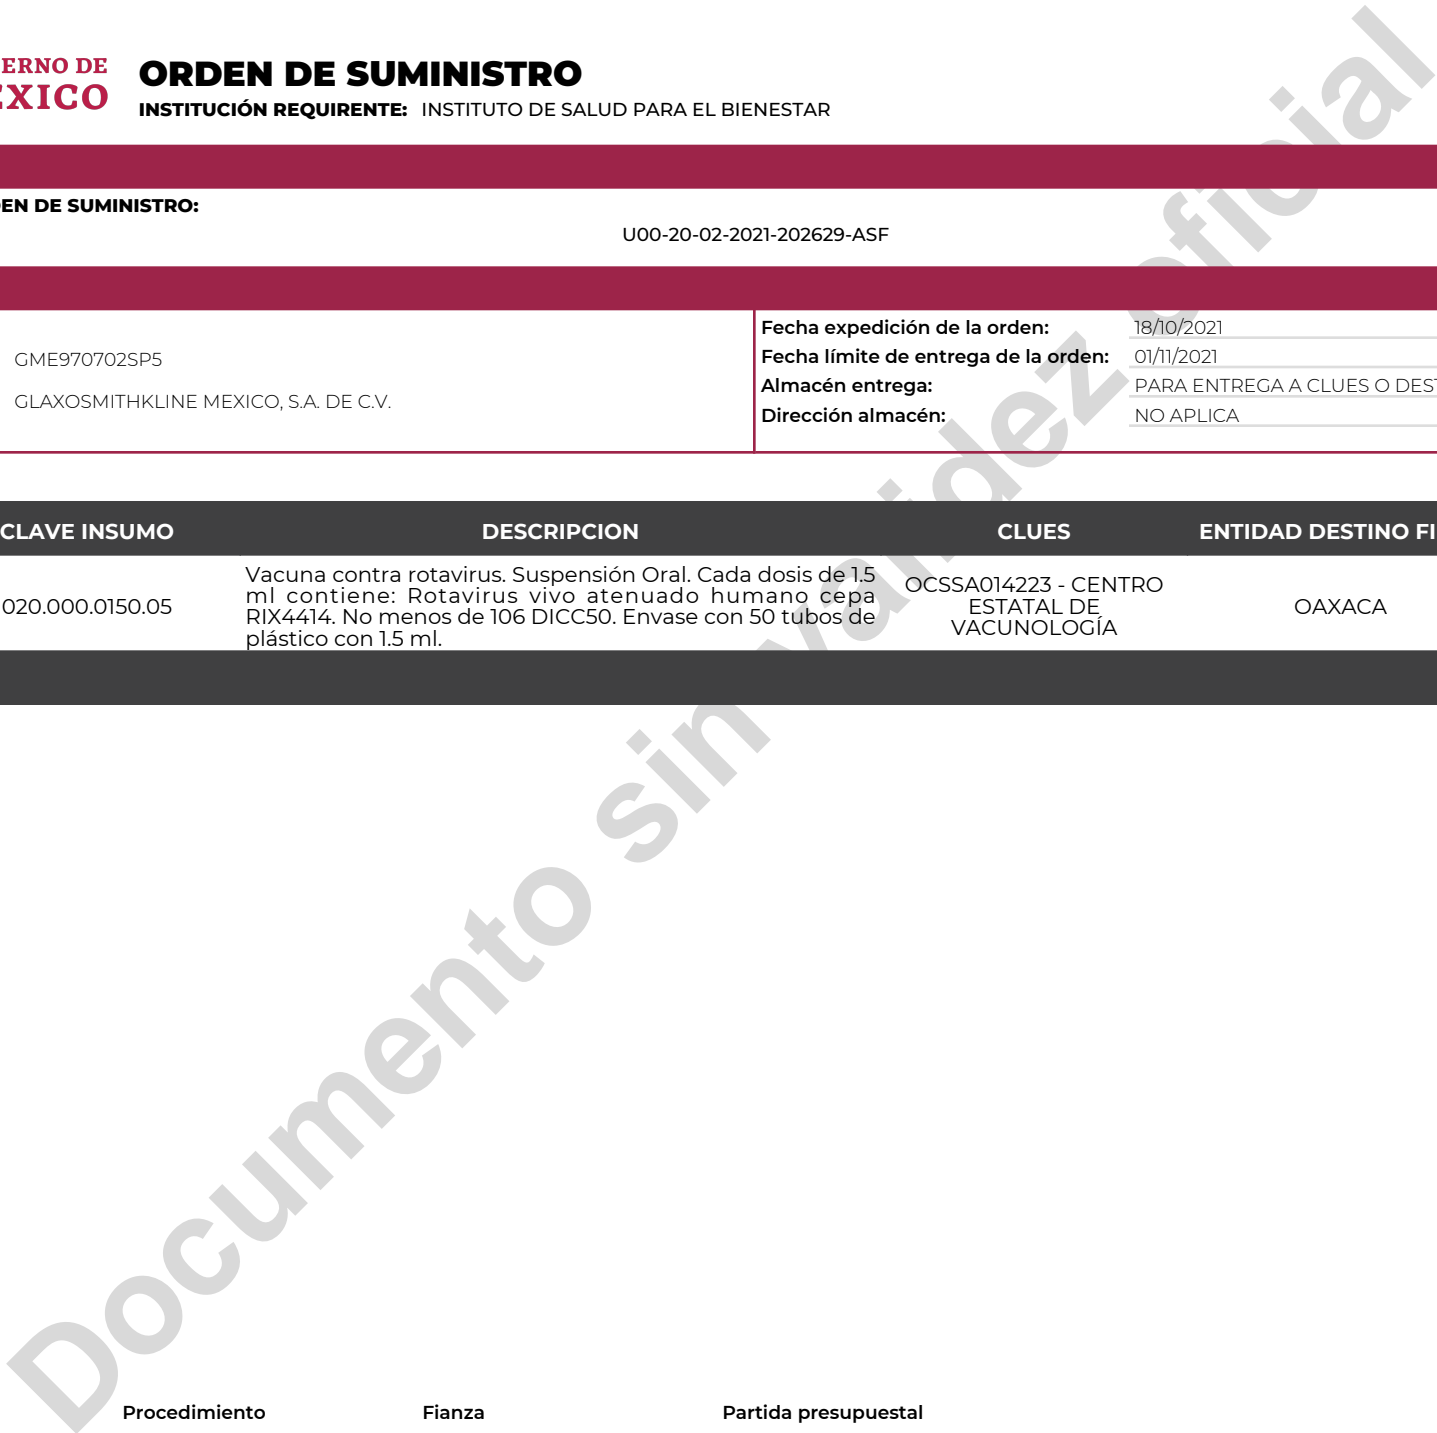 ERNO DE
EXICO
ORDEN DE SUMINISTRO
INSTITUCIÓN REQUIRENTE: INSTITUTO DE SALUD PARA EL BIENESTAR
EN DE SUMINISTRO:
U00-20-02-2021-202629-ASF
GME970702SP5
GLAXOSMITHKLINE MEXICO, S.A. DE C.V.
Fecha expedición de la orden: 18/10/2021
Fecha límite de entrega de la orden: 01/11/2021
Almacén entrega: PARA ENTREGA A CLUES O DEST
Dirección almacén: NO APLICA
CLAVE INSUMO DESCRIPCION CLUES ENTIDAD DESTINO FI
020.000.0150.05
Vacuna contra rotavirus. Suspensión Oral. Cada dosis de 1.5
ml contiene: Rotavirus vivo atenuado humano cepa
RIX4414. No menos de 106 DICC50. Envase con 50 tubos de
plástico con 1.5 ml.
OCSSA014223 - CENTRO
ESTATAL DE
VACUNOLOGÍA
OAXACA
Documento sin validez oficial
Procedimiento Fianza Partida presupuestal